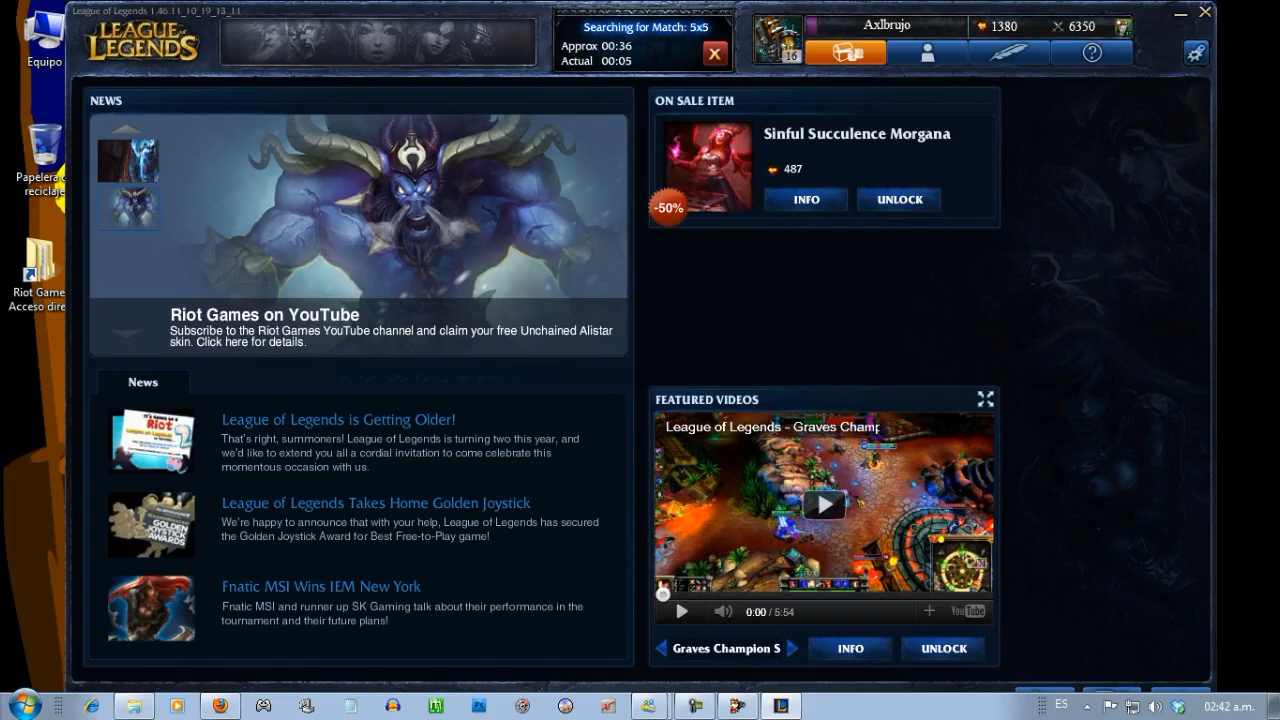 League of Legends 1.46.11_10_19_13_11
LEAGUE OF LEGENDS
Searching for Match: 5x5
Approx 00:36
Actual 00:05
X
16
Axlbrujo
1380
6350
Equipo
Papelera de
reciclaje
Riot Game
Acceso dire
NEWS
Riot Games on YouTube
Subscribe to the Riot Games YouTube channel and claim your free Unchained Alistar
skin. Click here for details.
ON SALE ITEM
Sinful Succulence Morgana
487
-50%
INFO
UNLOCK
News
League of Legends is Getting Older!
That's right, summoners! League of Legends is turning two this year, and
we'd like to extend you all a cordial invitation to come celebrate this
momentous occasion with us.
League of Legends Takes Home Golden Joystick
We're happy to announce that with your help, League of Legends has secured
the Golden Joystick Award for Best Free-to-Play game!
GOLDEN
JOYSTICK
AWARDS
Fnatic MSI Wins IEM New York
Fnatic MSI and runner up SK Gaming talk about their performance in the
tournament and their future plans!
FEATURED VIDEOS
League of Legends - Graves Champ
0:00 / 5:54
YouTube
Graves Champion S
INFO
UNLOCK
ES
02:42 a.m.